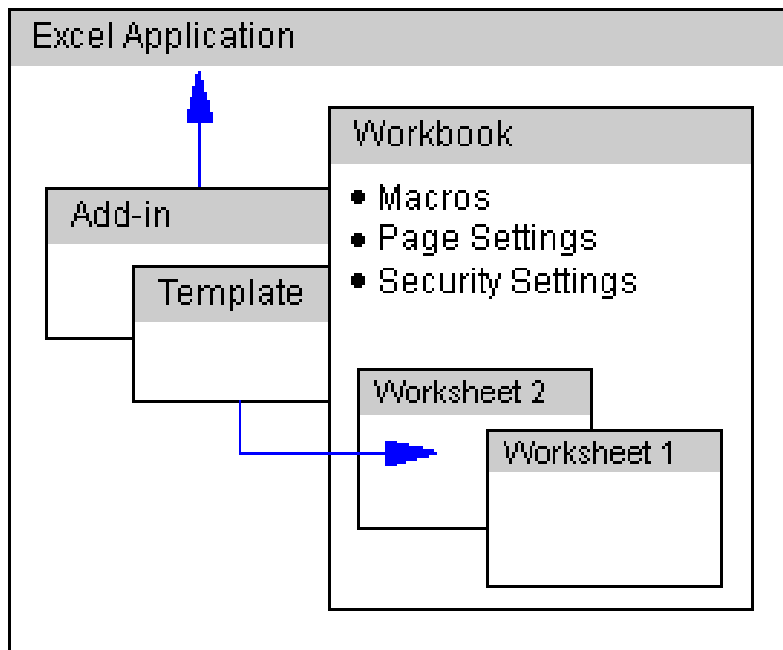 Excel Application
Workbook
• Macros
• Page Settings
• Security Settings
Add-in
Template
Worksheet 2
Worksheet 1